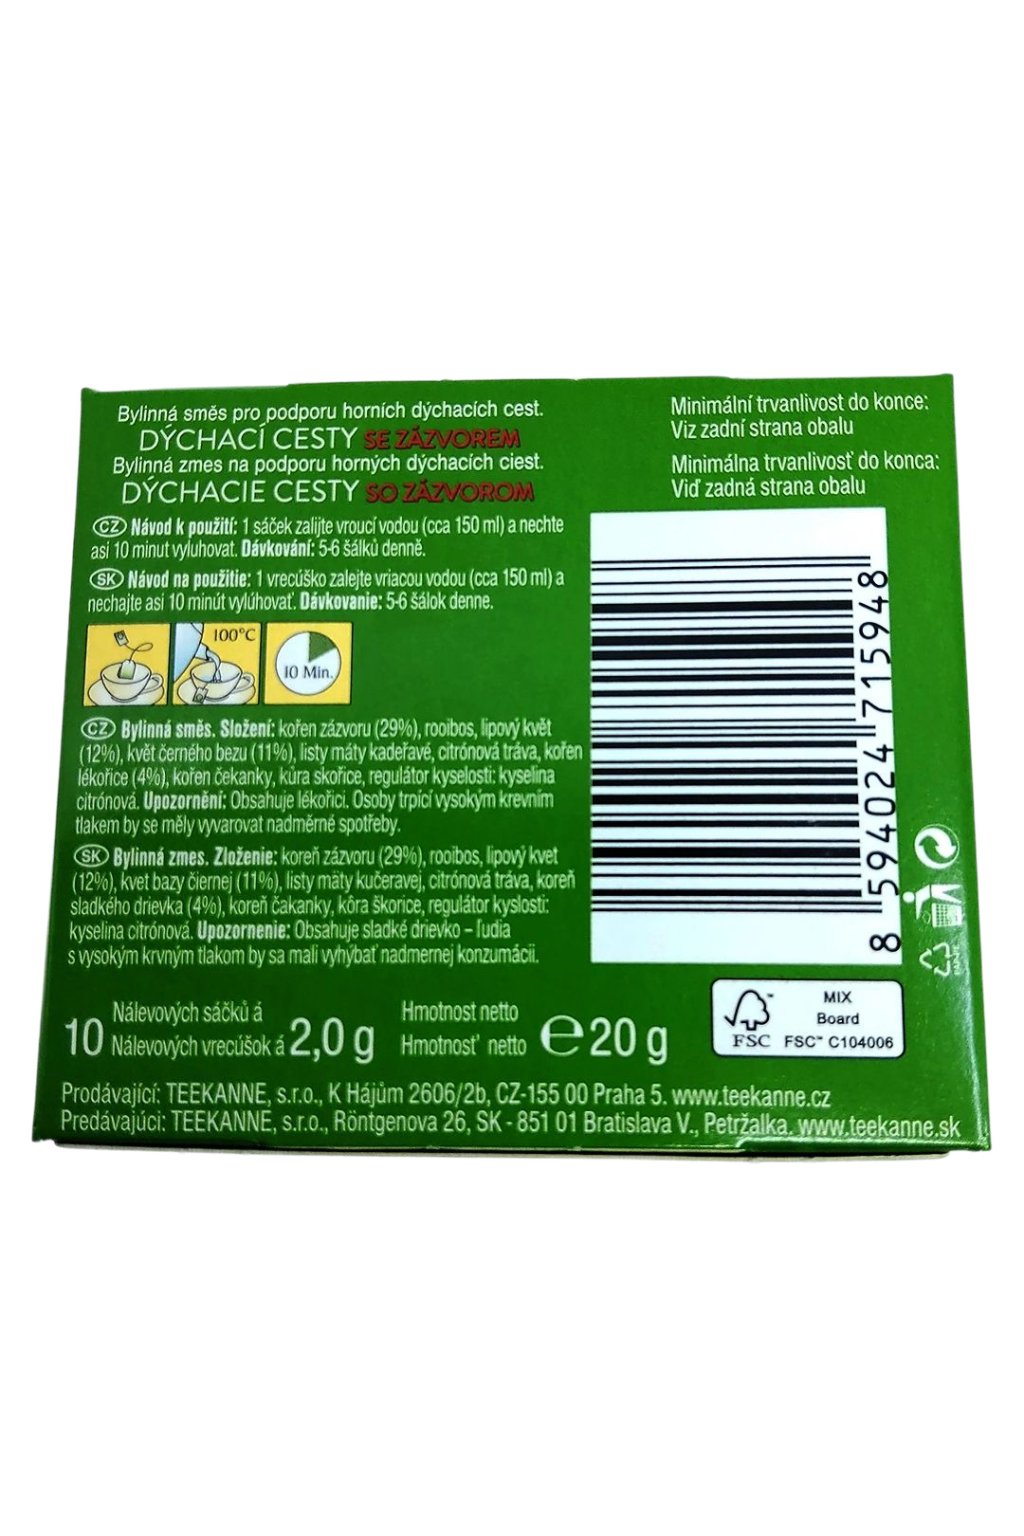 Bylinná směs pro podporu horních dýchacích cest.
DÝCHACÍ CESTY SE ZÁZVOREM
Bylinná zmes na podporu horných dýchacích ciest.
DÝCHACIE CESTY SO ZÁZVOROM
Minimální trvanlivost do konce:
Viz zadní strana obalu
Minimálna trvanlivosť do konca:
Viď zadná strana obalu
CZ Návod k použití: 1 sáček zalijte vroucí vodou (cca 150 ml) a nechte
asi 10 minut vyluhovat. Dávkování: 5-6 šálků denně.
SK Návod na použitie: 1 vrecúško zalejte vriacou vodou (cca 150 ml) a
nechajte asi 10 minút vylúhovať. Dávkovanie: 5-6 šálok denne.
100°C
10 Min.
CZ Bylinná směs. Složení: kořen zázvoru (29%), rooibos, lipový květ
(12%), květ černého bezu (11%), listy máty kadeřavé, citrónová tráva, kořen
lékořice (4%), kořen čekanky, kůra skořice, regulátor kyselosti: kyselina
citrónová. Upozornění: Obsahuje lékořici. Osoby trpící vysokým krevním
tlakem by se měly vyvarovat nadměrné spotřeby.
SK Bylinná zmes. Zloženie: koreň zázvoru (29%), rooibos, lipový kvet
(12%), kvet bazy čiernej (11%), listy mäty kučeravej, citrónová tráva, koreň
sladkého drievka (4%), koreň čakanky, kôra škorice, regulátor kyslosti:
kyselina citrónová. Upozornenie: Obsahuje sladké drievko – ľudia
s vysokým krvným tlakom by sa mali vyhýbať nadmernej konzumácii.
8 594024 715948
10 Nálevových sáčků á
Nálevových vrecúšok á 2,0 g
Hmotnost netto
Hmotnosť netto e 20 g
FSC
MIX
Board
FSC™ C104006
Prodávající: TEEKANNE, s.r.o., K Hájům 2606/2b, CZ-155 00 Praha 5. www.teekanne.cz
Predávajúci: TEEKANNE, s.r.o., Röntgenova 26, SK - 851 01 Bratislava V., Petržalka. www.teekanne.sk